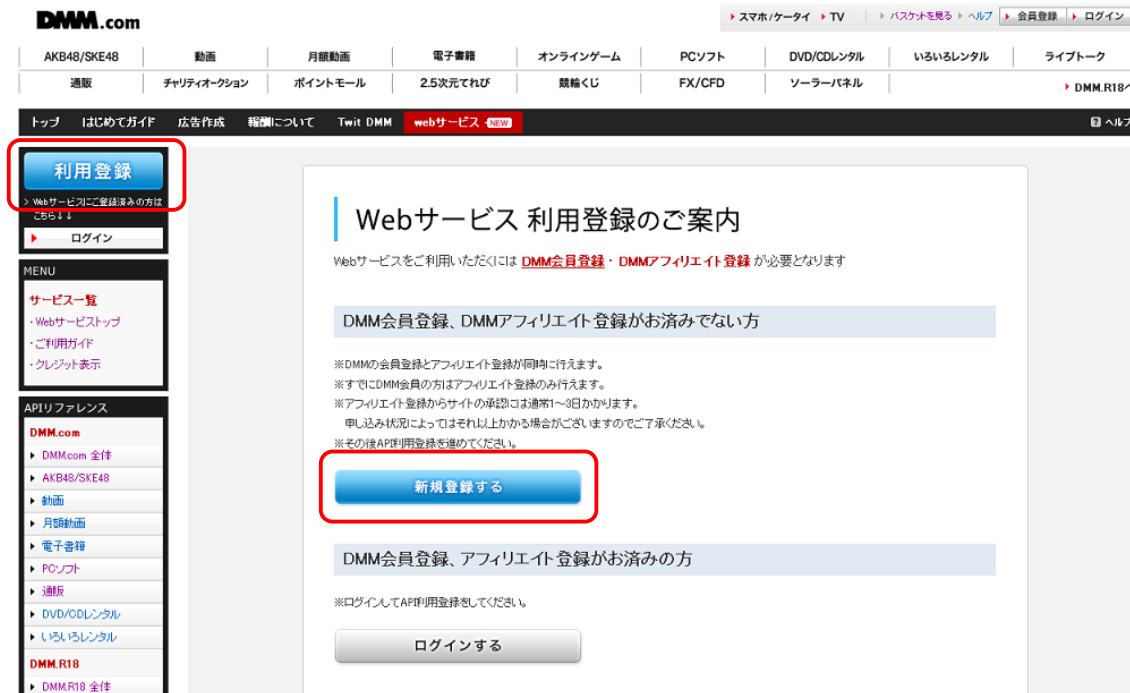 DMM.com
スマホ/ケータイ TV バスケットを見る ヘルプ 会員登録 ログイン
AKB48/SKE48 動画 月額動画 電子書籍 オンラインゲーム PCソフト DVD/CDレンタル いろいろレンタル ライブトーク
通販 チャリティオークション ポイントモール 2.5次元てれび 競輪くじ FX/CFD ソーラーパネル
DMM.R18へ
トップ はじめてガイド 広告作成 報酬について Twit DMM webサービス NEW ? ヘルプ
利用登録
> Webサービスにご登録済みの方は
こちら↓↓
ログイン
MENU
サービス一覧
・Webサービストップ
・ご利用ガイド
・クレジット表示
APIリファレンス
DMM.com
DMM.com 全体
AKB48/SKE48
動画
月額動画
電子書籍
PCソフト
通販
DVD/CDレンタル
いろいろレンタル
DMM.R18
DMM.R18 全体
Webサービス 利用登録のご案内
Webサービスをご利用いただくには DMM会員登録・DMMアフィリエイト登録 が必要となります
DMM会員登録、DMMアフィリエイト登録がお済みでない方
※DMMの会員登録とアフィリエイト登録が同時に行えます。
※すでにDMM会員の方はアフィリエイト登録のみ行えます。
※アフィリエイト登録からサイトの承認には通常1～3日かかります。
申し込み状況によってはそれ以上かかる場合がございますのでご了承ください。
※その後API利用登録を進めてください。
新規登録する
DMM会員登録、アフィリエイト登録がお済みの方
※ログインしてAPI利用登録をしてください。
ログインする